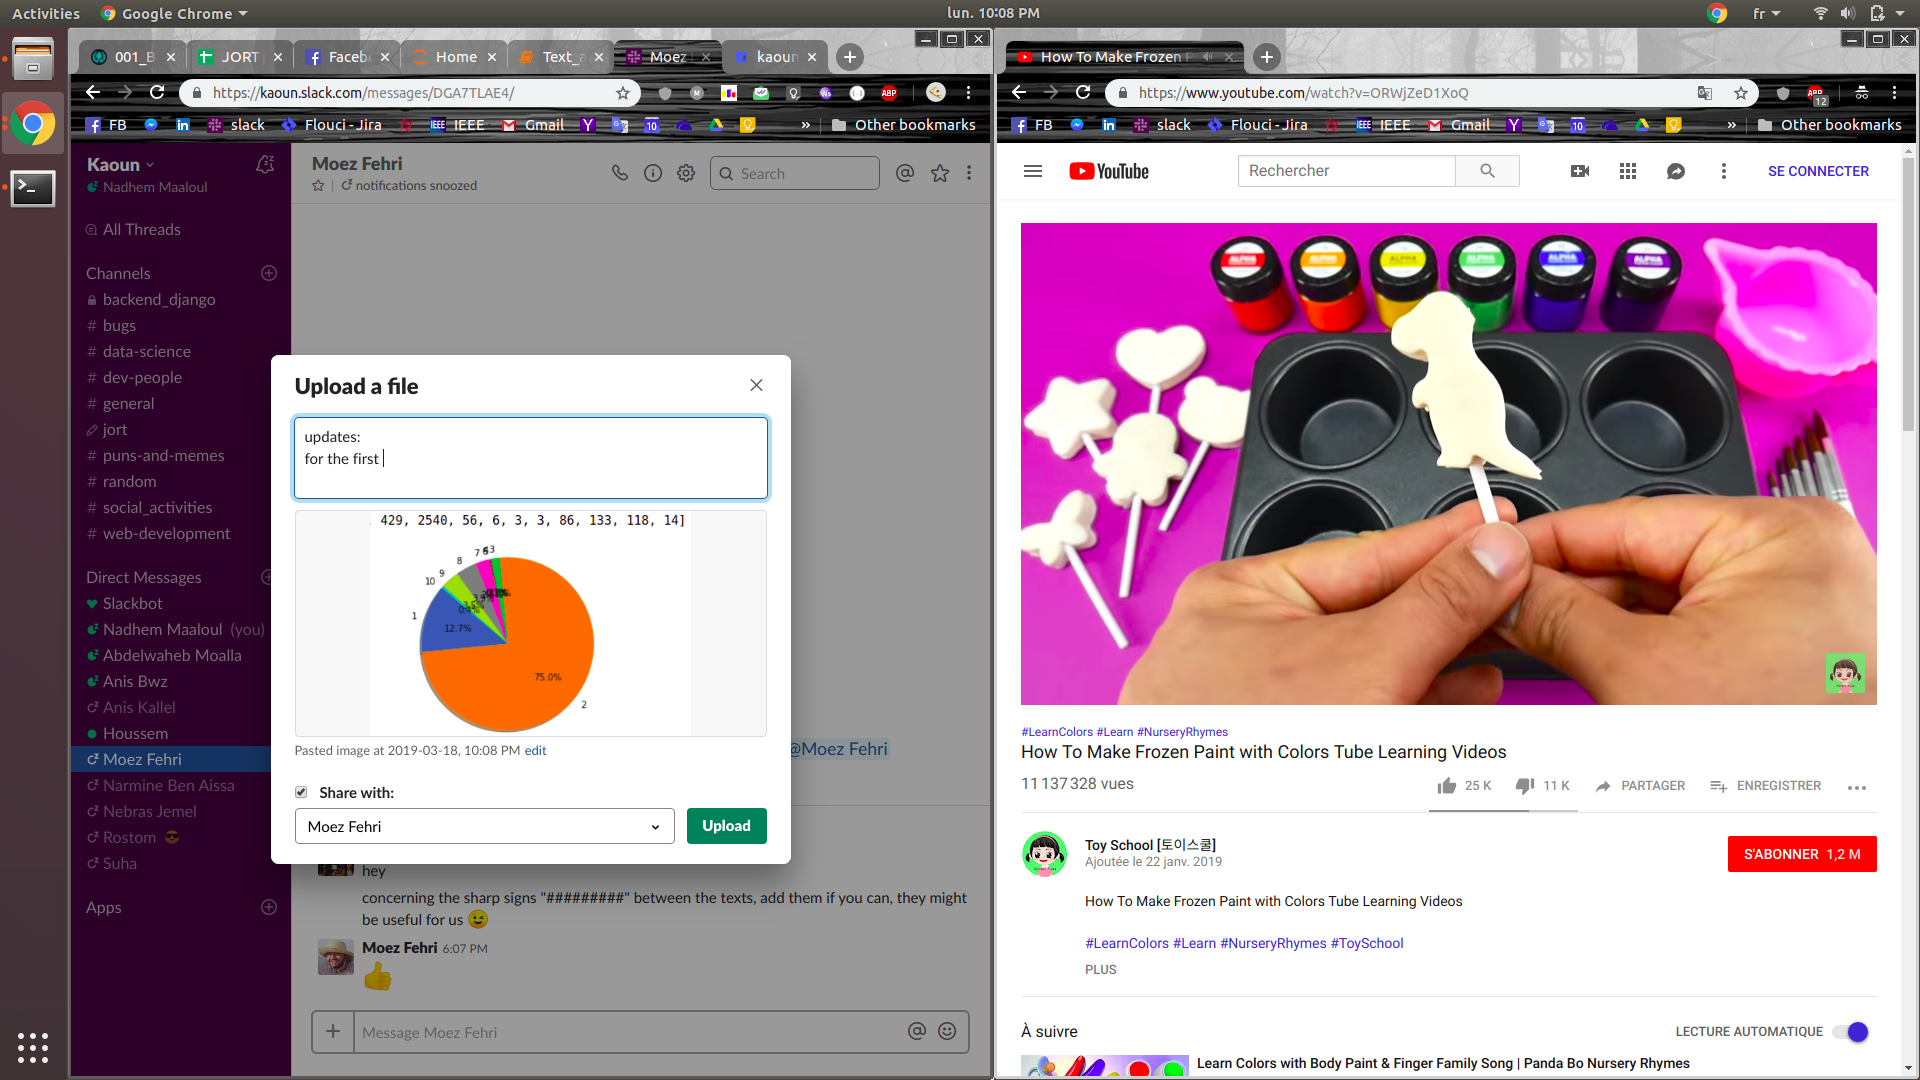 Activities
Google Chrome
lun. 10:08 PM
fr
001_B
JORT
Faceb
Home
Text_a
Moez
kaoun
https://kaoun.slack.com/messages/DGA7TLAE4/
FB
slack
Flouci - Jira
IEEE
IEEE
Gmail
10
»
Other bookmarks
Kaoun
Nadhem Maaloul
All Threads
Channels
backend_django
# bugs
# data-science
# dev-people
# general
jort
# puns-and-memes
# random
# social_activities
# web-development
Direct Messages
Slackbot
Nadhem Maaloul (you)
Abdelwaheb Moalla
Anis Bwz
Anis Kallel
Houssem
Moez Fehri
Narmine Ben Aissa
Nebras Jemel
Rostom
Suha
Apps
Moez Fehri
notifications snoozed
Search
Upload a file
updates:
for the first
429, 2540, 56, 6, 3, 3, 86, 133, 118, 14]
8
9
10
1
12.7%
75.0%
2
Pasted image at 2019-03-18, 10:08 PM edit
Share with:
Moez Fehri
Upload
@Moez Fehri
hey
concerning the sharp signs "#########" between the texts, add them if you can, they might
be useful for us
Moez Fehri 6:07 PM
Message Moez Fehri
How To Make Frozen P
https://www.youtube.com/watch?v=ORWjZeD1XoQ
ABP
12
FB
slack
Flouci - Jira
IEEE
IEEE
Gmail
10
»
Other bookmarks
YouTube
Rechercher
SE CONNECTER
ALPHA
ALPHA
ALPHA
ALPHA
ALPHA
ALPHA
#LearnColors #Learn #NurseryRhymes
How To Make Frozen Paint with Colors Tube Learning Videos
11 137 328 vues
25 K
11 K
PARTAGER
ENREGISTRER
Toy School [토이스쿨]
Ajoutée le 22 janv. 2019
S'ABONNER 1,2 M
How To Make Frozen Paint with Colors Tube Learning Videos
#LearnColors #Learn #NurseryRhymes #ToySchool
PLUS
À suivre
LECTURE AUTOMATIQUE
Learn Colors with Body Paint & Finger Family Song | Panda Bo Nursery Rhymes